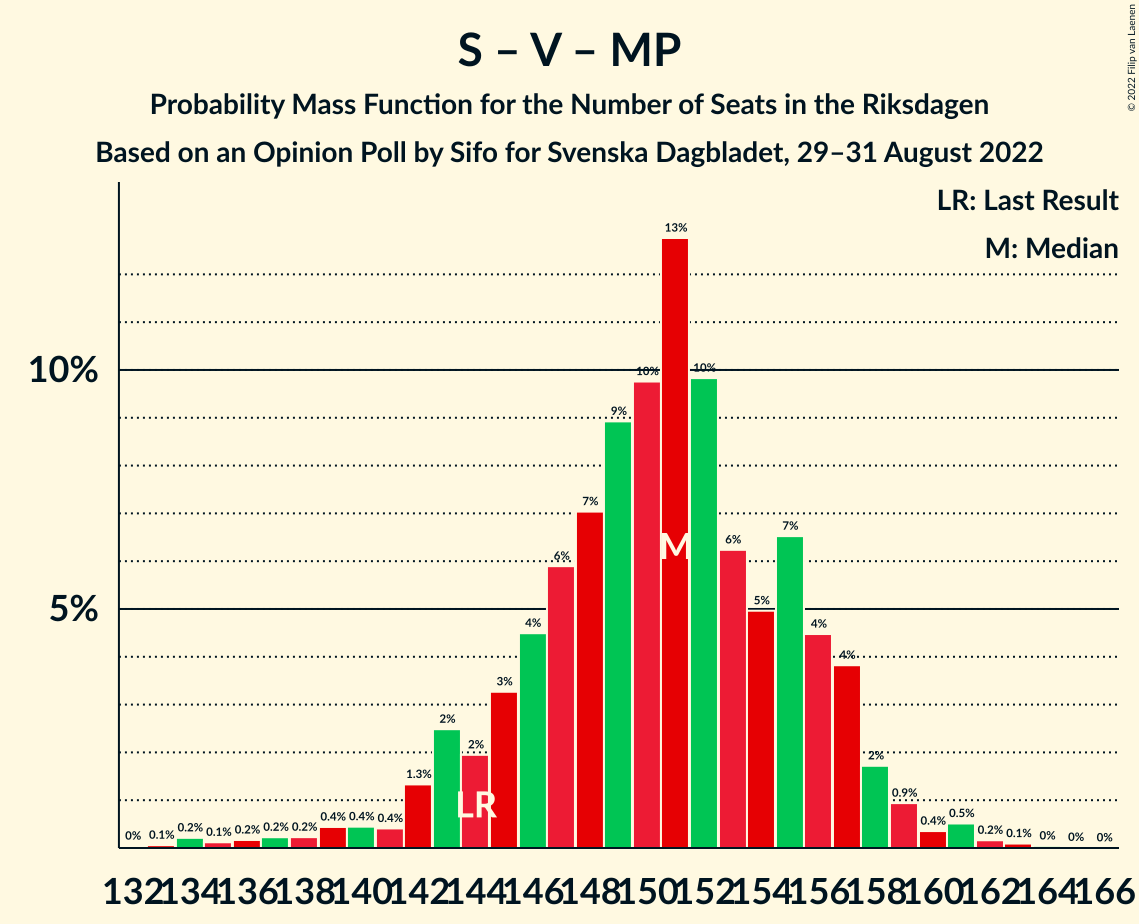 S – V – MP
Probability Mass Function for the Number of Seats in the Riksdagen
Based on an Opinion Poll by Sifo for Svenska Dagbladet, 29–31 August 2022
© 2022 Filip van Laenen
LR: Last Result
M: Median
10%
5%
0% 0.1% 0.2% 0.1% 0.2% 0.2% 0.2% 0.4% 0.4% 0.4% 1.3% 2% 2% 3% 4% 6% 7% 9% 10% 13% 10% 6% 5% 7% 4% 4% 2% 0.9% 0.4% 0.5% 0.2% 0.1% 0% 0% 0%
LR
M
132 134 136 138 140 142 144 146 148 150 152 154 156 158 160 162 164 166